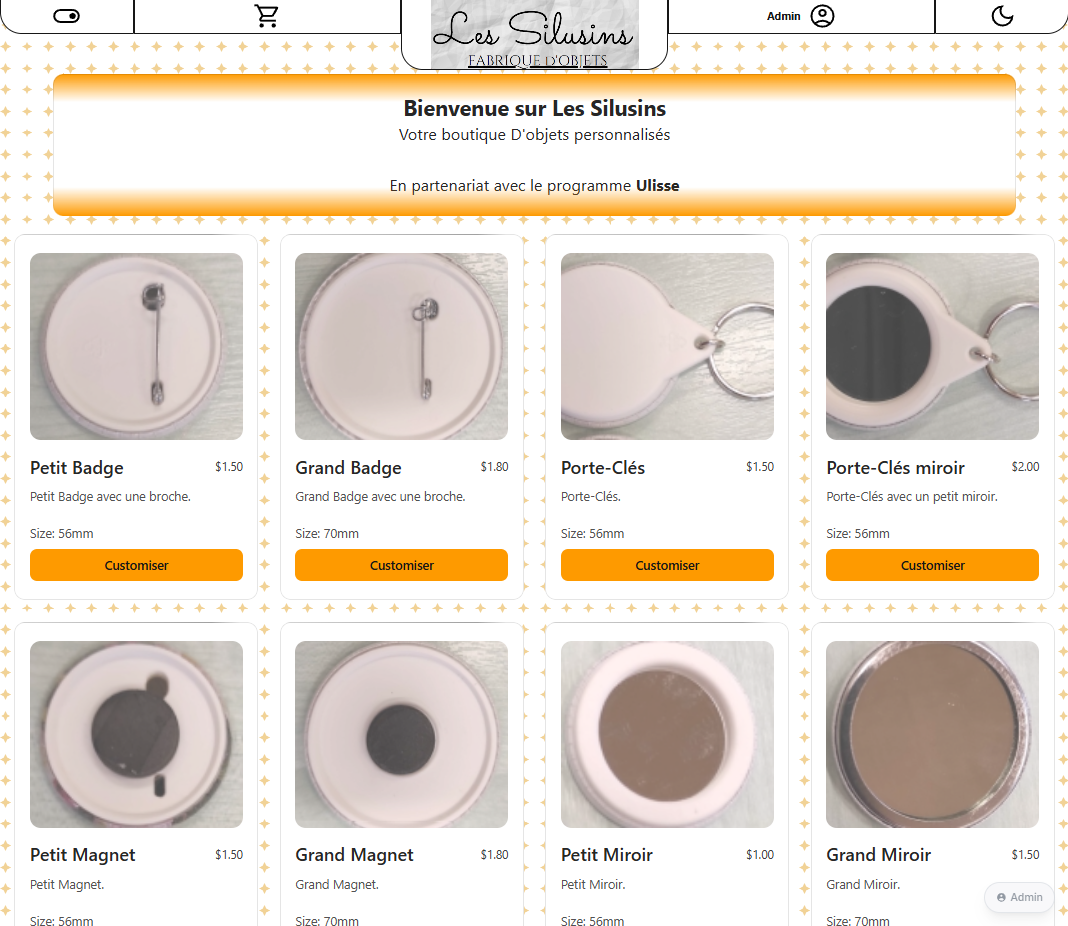 Admin
Les Silusins
FABRIQUE D'OBJETS
Bienvenue sur Les Silusins
Votre boutique D'objets personnalisés
En partenariat avec le programme Ulisse
Petit Badge $1.50
Petit Badge avec une broche.
Size: 56mm
Customiser
Grand Badge $1.80
Grand Badge avec une broche.
Size: 70mm
Customiser
Porte-Clés $1.50
Porte-Clés.
Size: 56mm
Customiser
Porte-Clés miroir $2.00
Porte-Clés avec un petit miroir.
Size: 56mm
Customiser
Petit Magnet $1.50
Petit Magnet.
Size: 56mm
Grand Magnet $1.80
Grand Magnet.
Size: 70mm
Petit Miroir $1.00
Petit Miroir.
Size: 56mm
Grand Miroir $1.50
Grand Miroir.
Size: 70mm
Admin